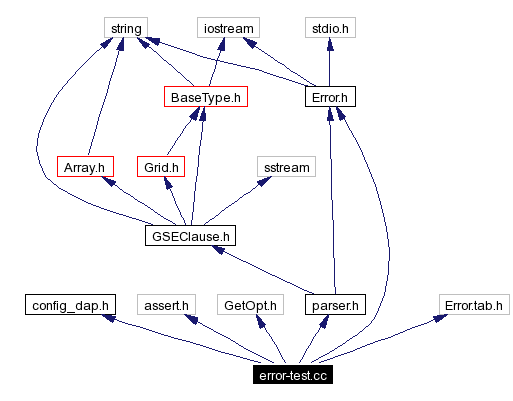 string iostream stdio.h
BaseType.h Error.h
Array.h Grid.h sstream
GSEClause.h
config_dap.h assert.h GetOpt.h parser.h Error.tab.h
error-test.cc